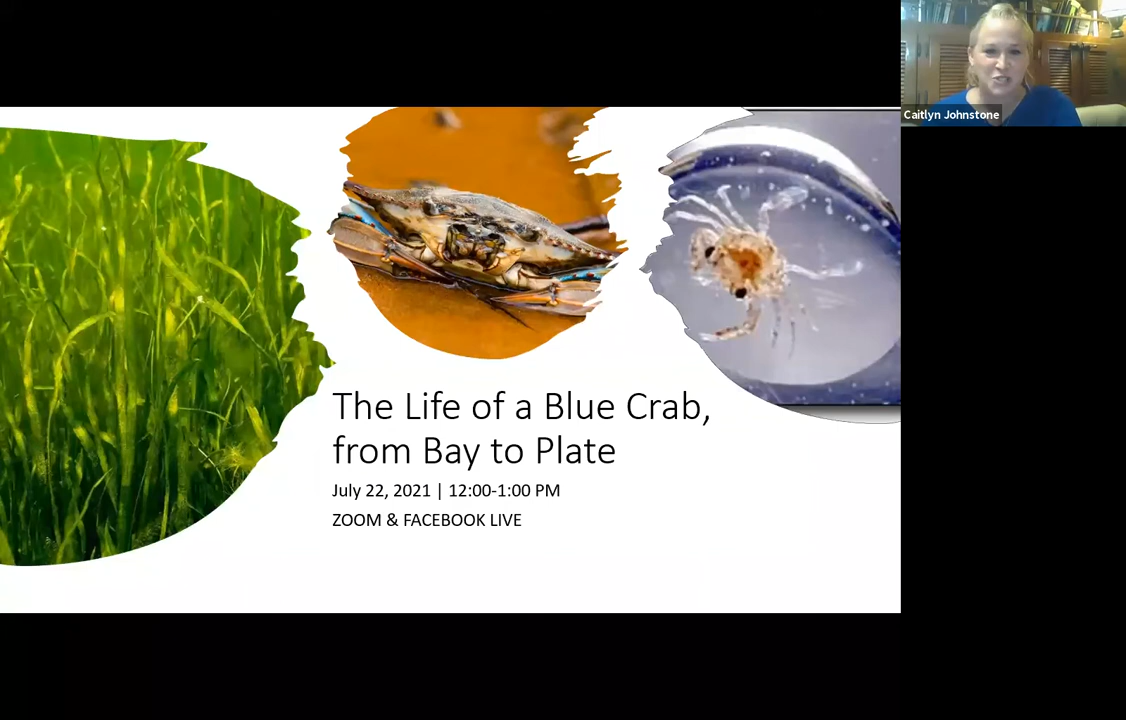 Caitlyn Johnstone
The Life of a Blue Crab,
from Bay to Plate
July 22, 2021 | 12:00-1:00 PM
ZOOM & FACEBOOK LIVE